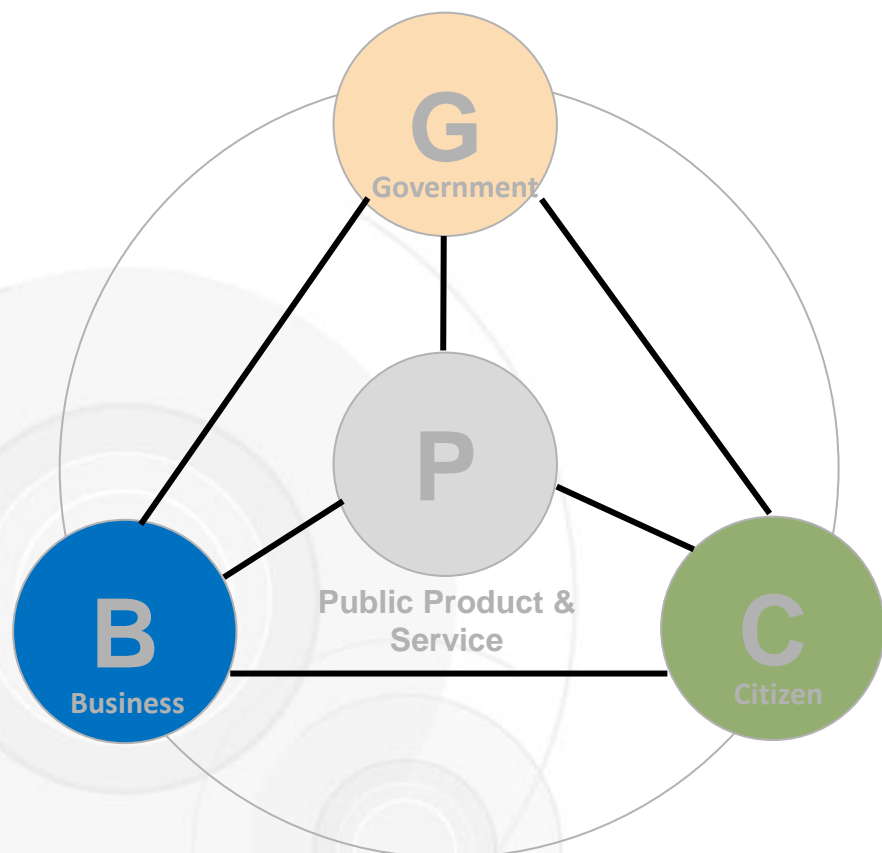 G
Government
P
Public Product &
Service
B
Business
C
Citizen